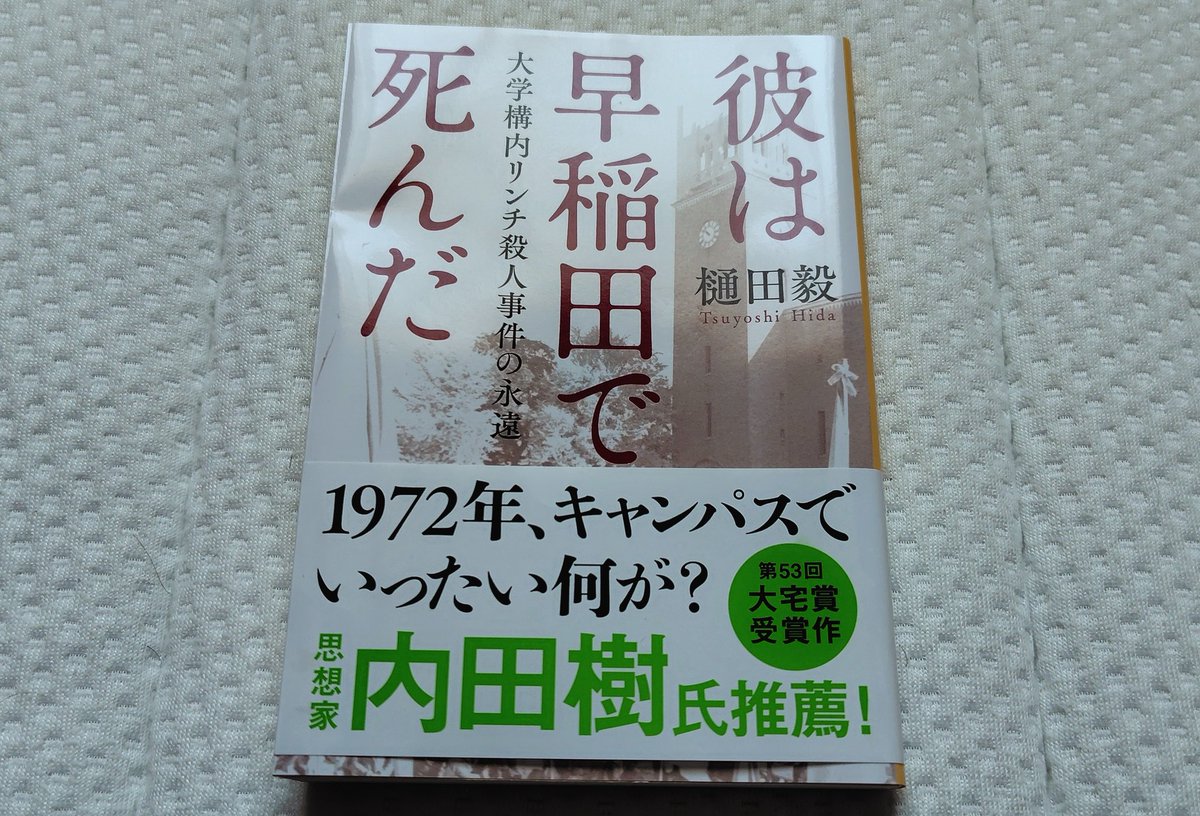 彼は
早稲田で
死んだ
大学構内リンチ殺人事件の永遠
樋田毅
Tsuyoshi Hida
1972年、キャンパスで
いったい何が?
第53回
大宅賞
受賞作
思想家
内田樹氏推薦!